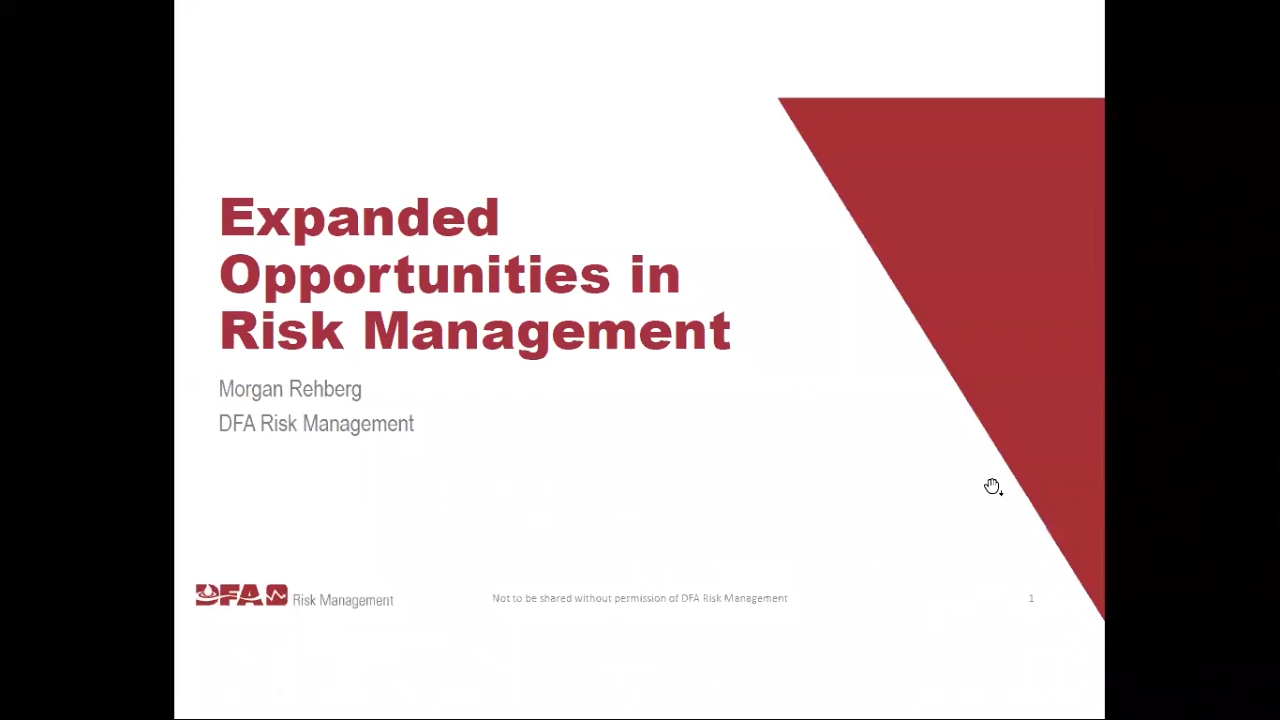 Expanded
Opportunities in
Risk Management
Morgan Rehberg
DFA Risk Management
DFA Risk Management
Not to be shared without permission of DFA Risk Management
1